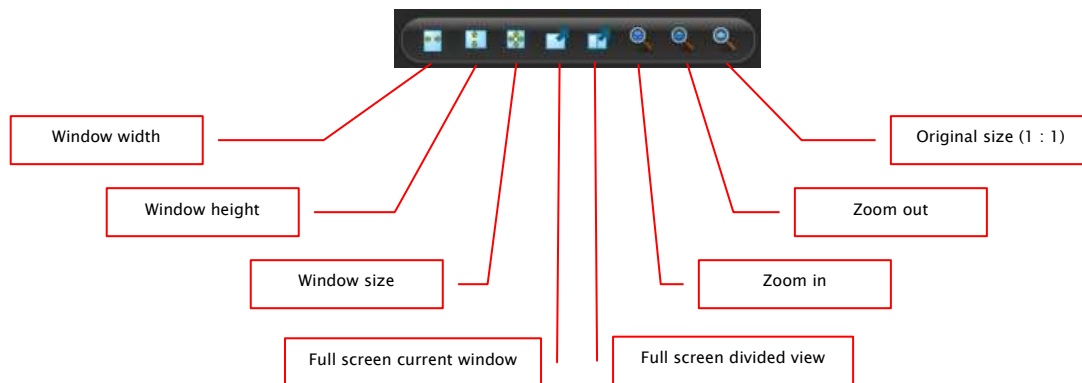 Window width
Original size (1 : 1)
Window height
Zoom out
Window size
Zoom in
Full screen current window
Full screen divided view